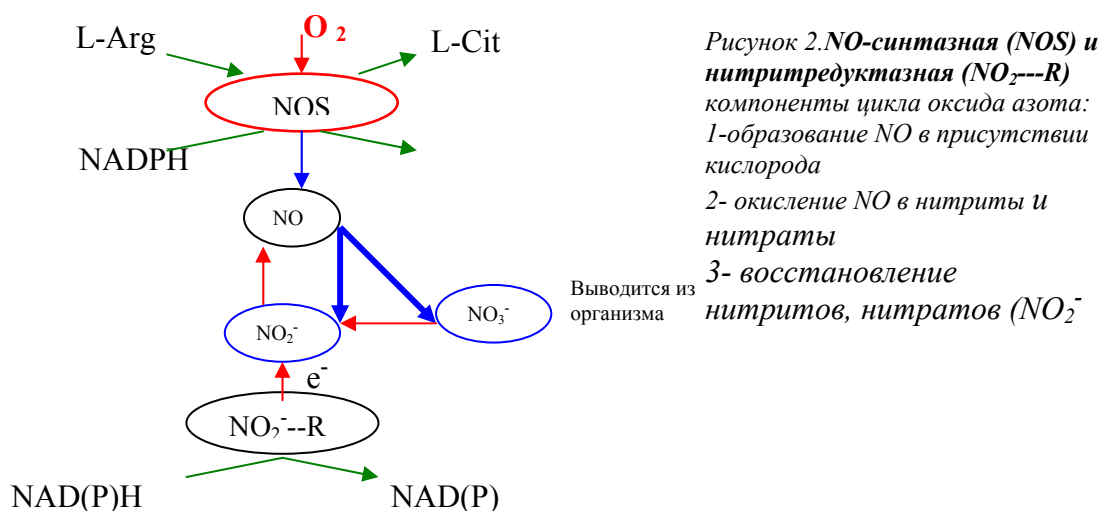 L-Arg
O 2
L-Cit
NOS
NADPH
NO
NO2-
NO3-
Выводится из
организма
e-
NO2---R
NAD(P)H
NAD(P)
Рисунок 2.NO-синтазная (NOS) и
нитритредуктазная (NO2---R)
компоненты цикла оксида азота:
1-образование NO в присутствии
кислорода
2- окисление NO в нитриты и
нитраты
3- восстановление
нитритов, нитратов (NO2-